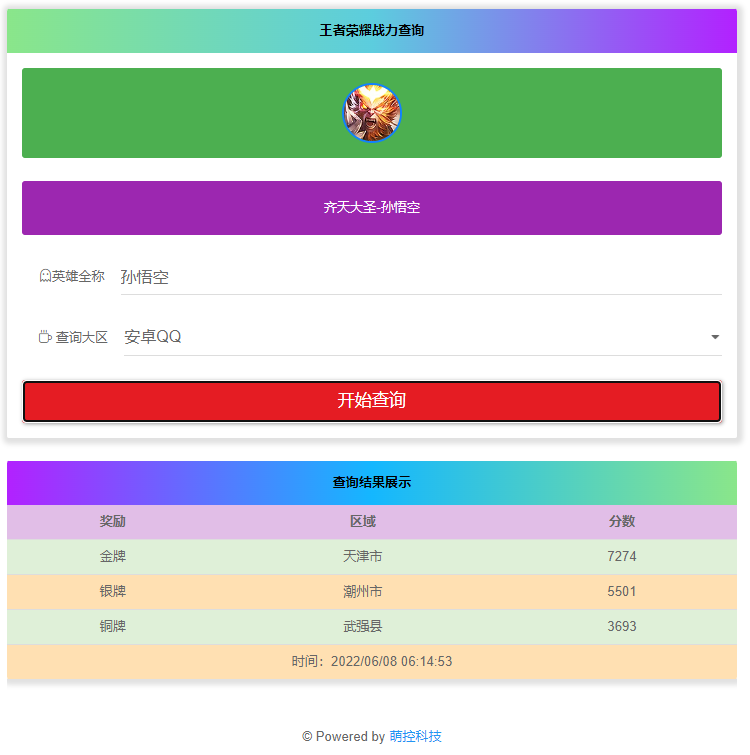 王者荣耀战力查询
齐天大圣-孙悟空
英雄全称 孙悟空
查询大区 安卓QQ
开始查询
查询结果展示
奖励 区域 分数
金牌 天津市 7274
银牌 潮州市 5501
铜牌 武强县 3693
时间：2022/06/08 06:14:53
© Powered by 萌控科技